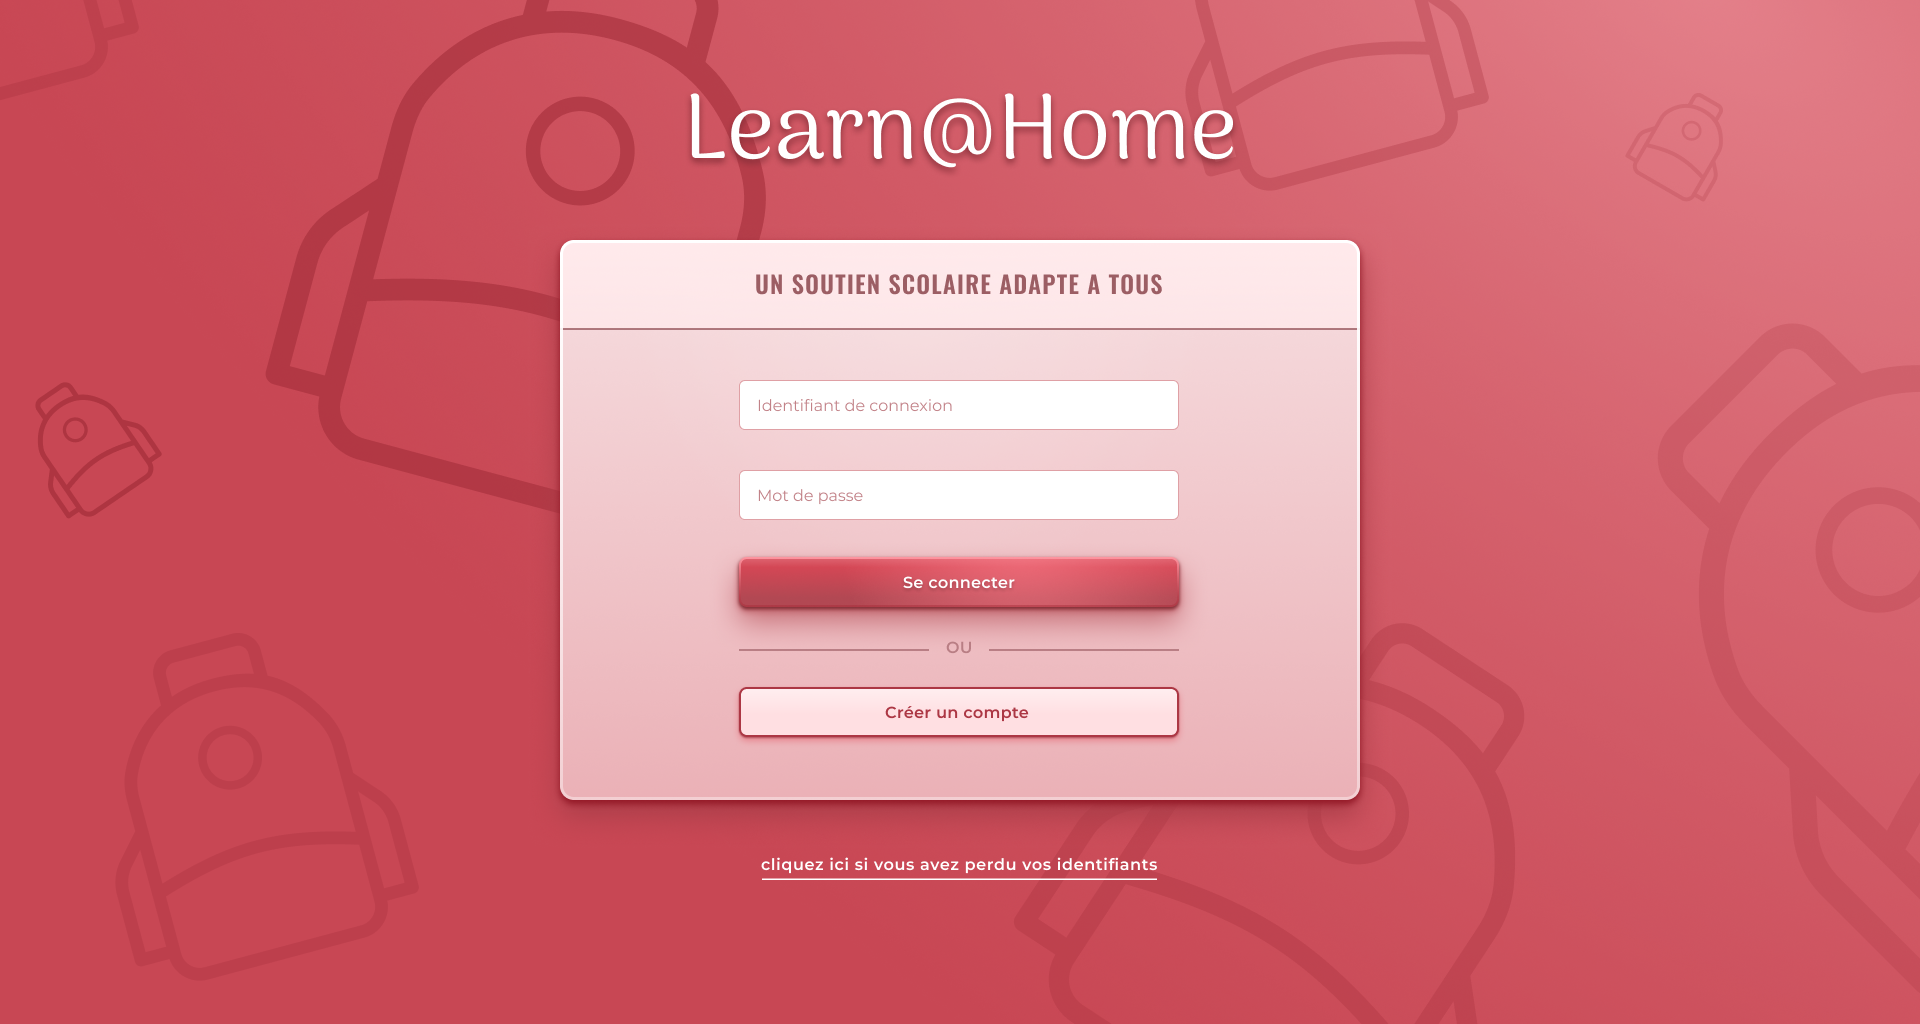 Learn@Home
UN SOUTIEN SCOLAIRE ADAPTE A TOUS
Identifiant de connexion
Mot de passe
Se connecter
OU
Créer un compte
cliquez ici si vous avez perdu vos identifiants